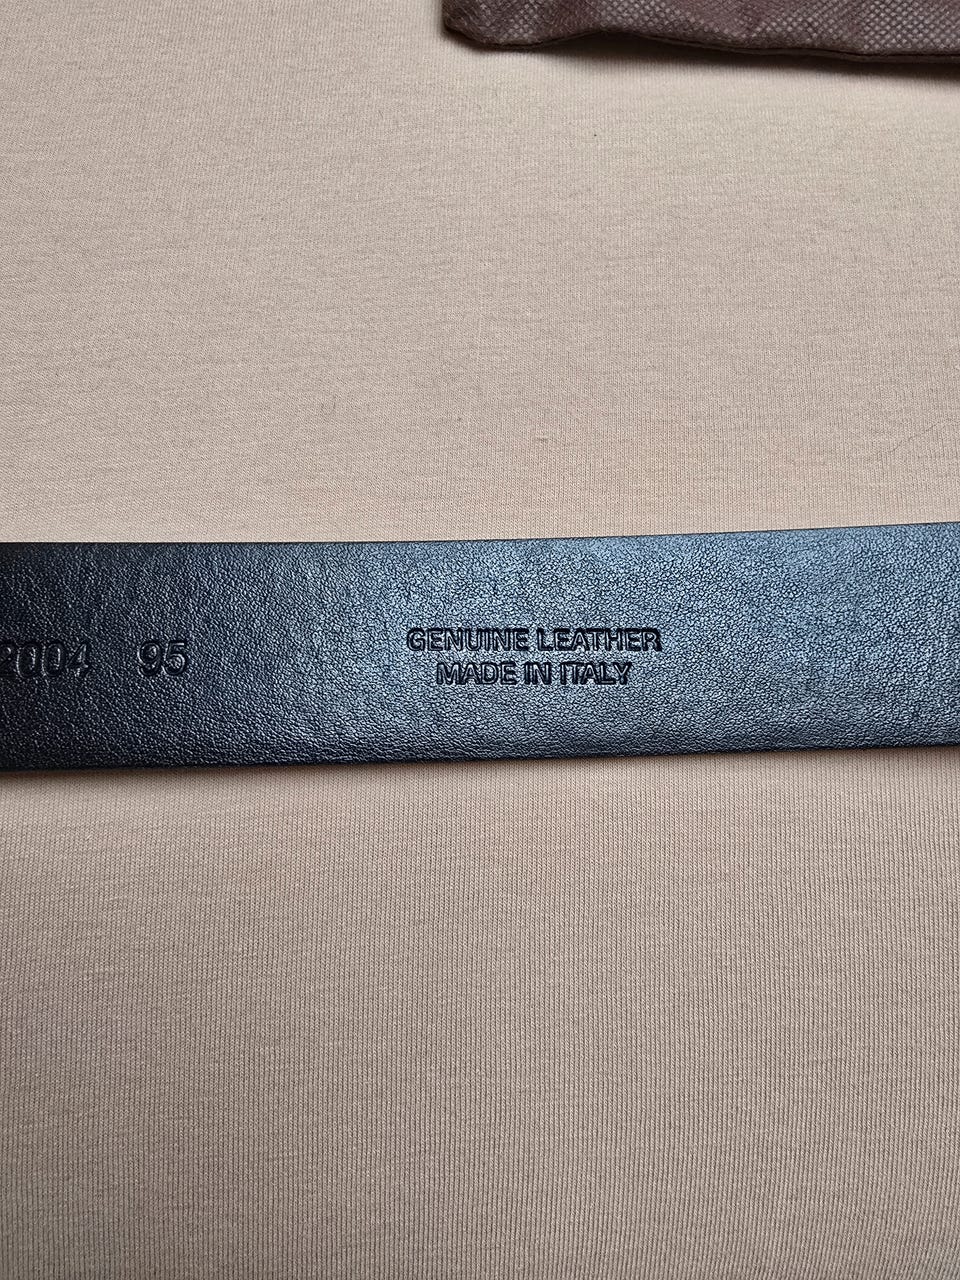 2004 95
GENUINE LEATHER
MADE IN ITALY